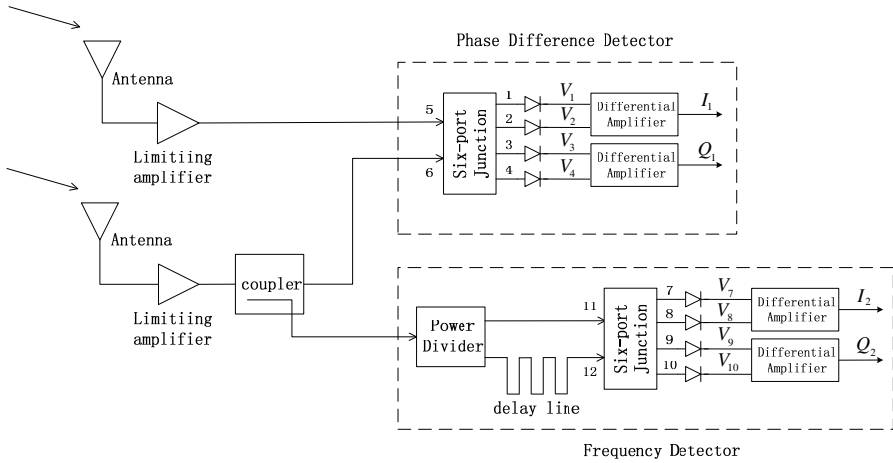 Phase Difference Detector
Antenna
Limitiing
amplifier
5
6
Six-port
Junction
1
2
3
4
V1
V2
V3
V4
Differential
Amplifier
Differential
Amplifier
I1
Q1
Antenna
Limitiing
amplifier
coupler
Power
Divider
delay line
11
12
Six-port
Junction
7
8
9
10
V7
V8
V9
V10
Differential
Amplifier
Differential
Amplifier
I2
Q2
Frequency Detector